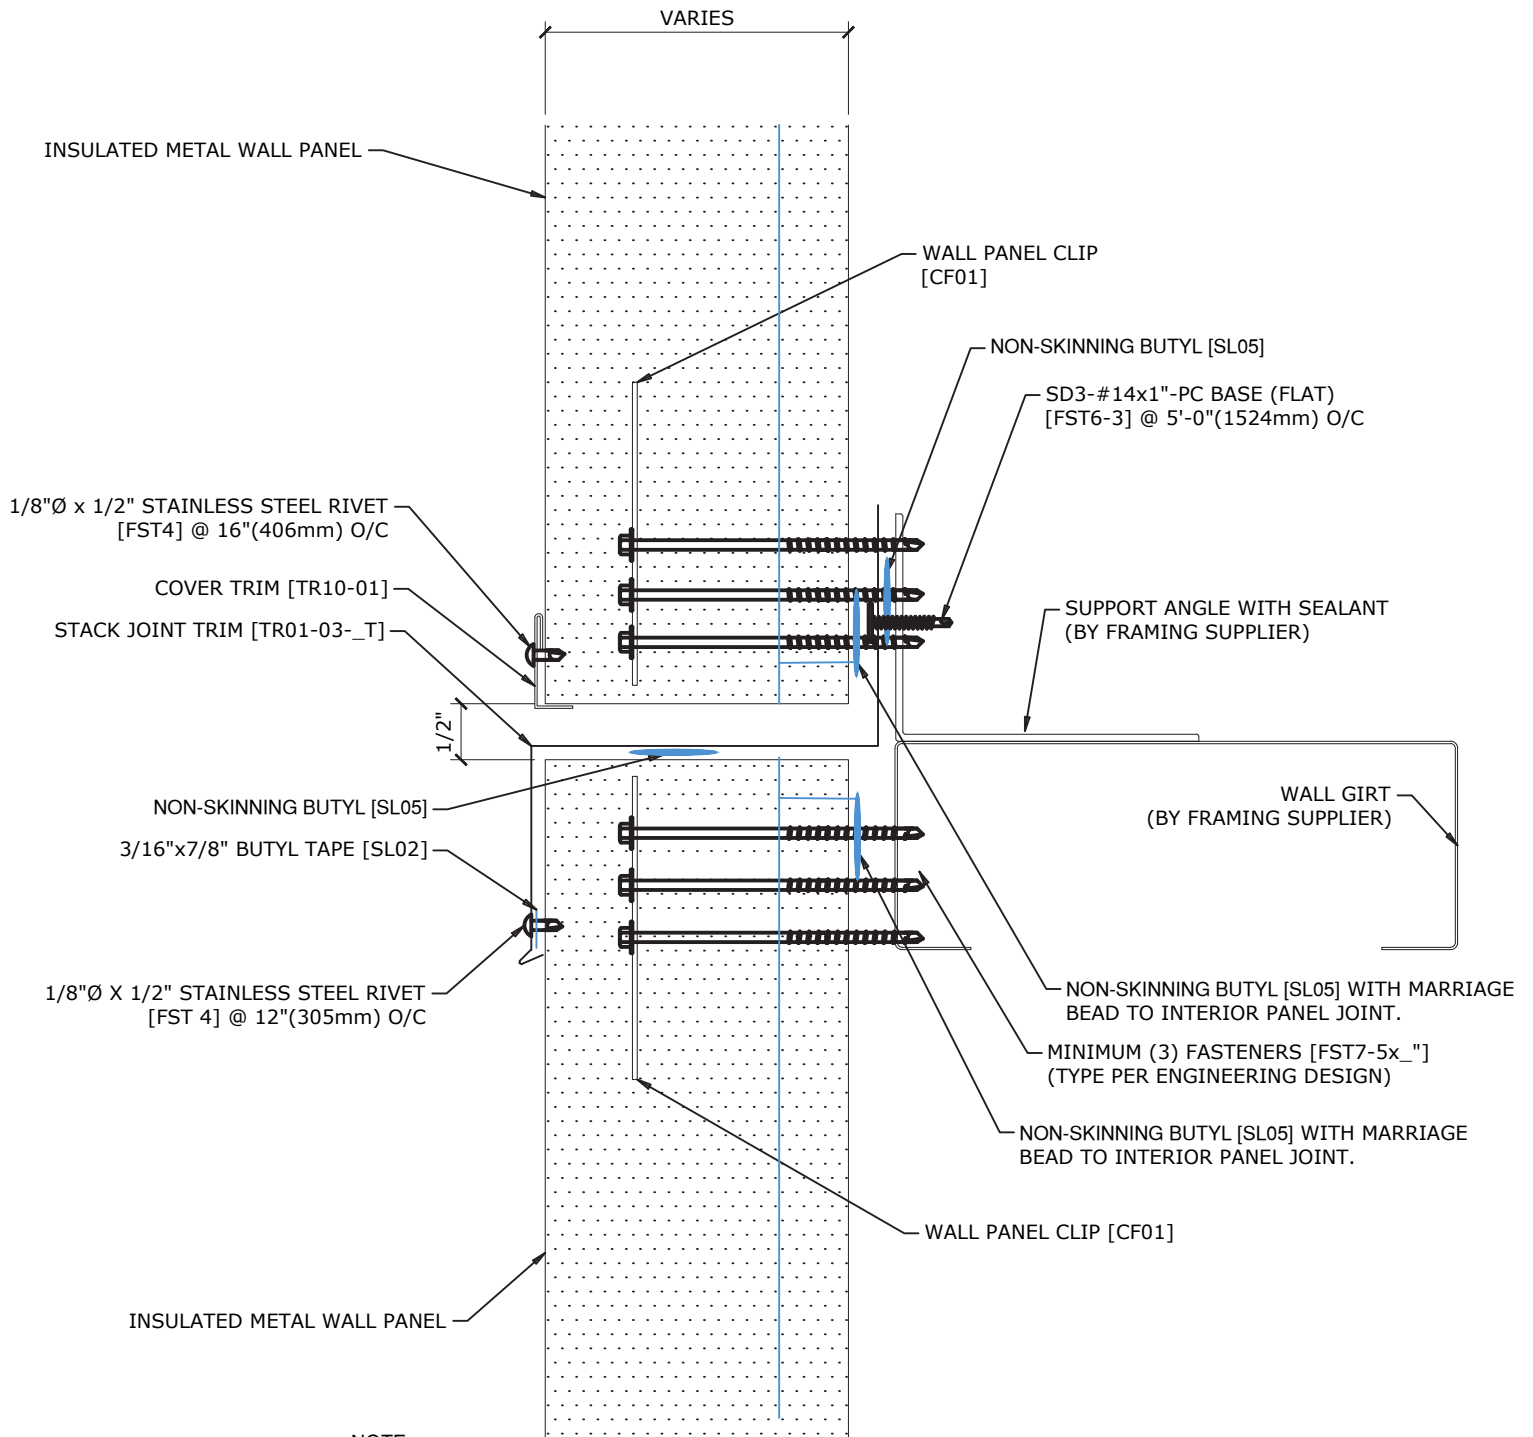 VARIES
INSULATED METAL WALL PANEL
WALL PANEL CLIP
[CF01]
NON-SKINNING BUTYL [SL05]
SD3-#14x1"-PC BASE (FLAT)
[FST6-3] @ 5'-0"(1524mm) O/C
1/8"Ø x 1/2" STAINLESS STEEL RIVET
[FST4] @ 16"(406mm) O/C
COVER TRIM [TR10-01]
STACK JOINT TRIM [TR01-03-_T]
SUPPORT ANGLE WITH SEALANT
(BY FRAMING SUPPLIER)
1/2"
NON-SKINNING BUTYL [SL05]
3/16"x7/8" BUTYL TAPE [SL02]
WALL GIRT
(BY FRAMING SUPPLIER)
1/8"Ø X 1/2" STAINLESS STEEL RIVET
[FST 4] @ 12"(305mm) O/C
NON-SKINNING BUTYL [SL05] WITH MARRIAGE
BEAD TO INTERIOR PANEL JOINT.
MINIMUM (3) FASTENERS [FST7-5x_"]
(TYPE PER ENGINEERING DESIGN)
NON-SKINNING BUTYL [SL05] WITH MARRIAGE
BEAD TO INTERIOR PANEL JOINT.
WALL PANEL CLIP [CF01]
INSULATED METAL WALL PANEL
NOTE